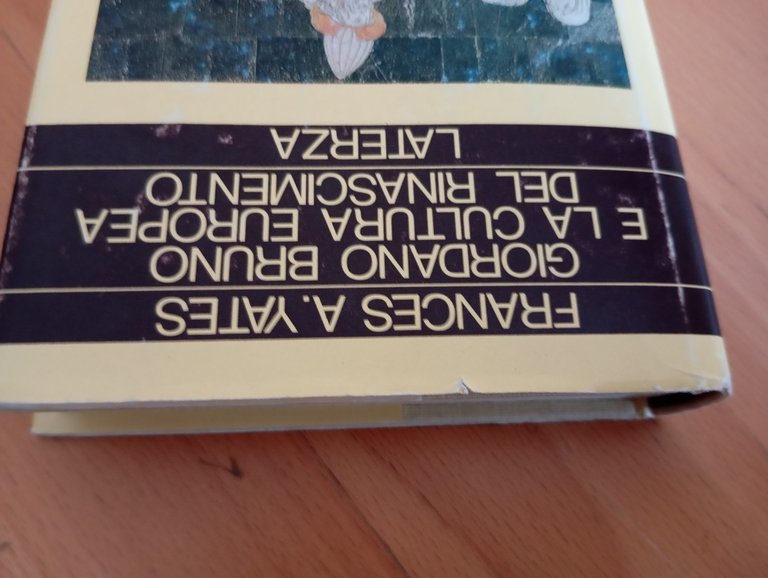 FRANCES A. YATES
GIORDANO BRUNO
E LA CULTURA EUROPEA
DEL RINASCIMENTO
LATERZA